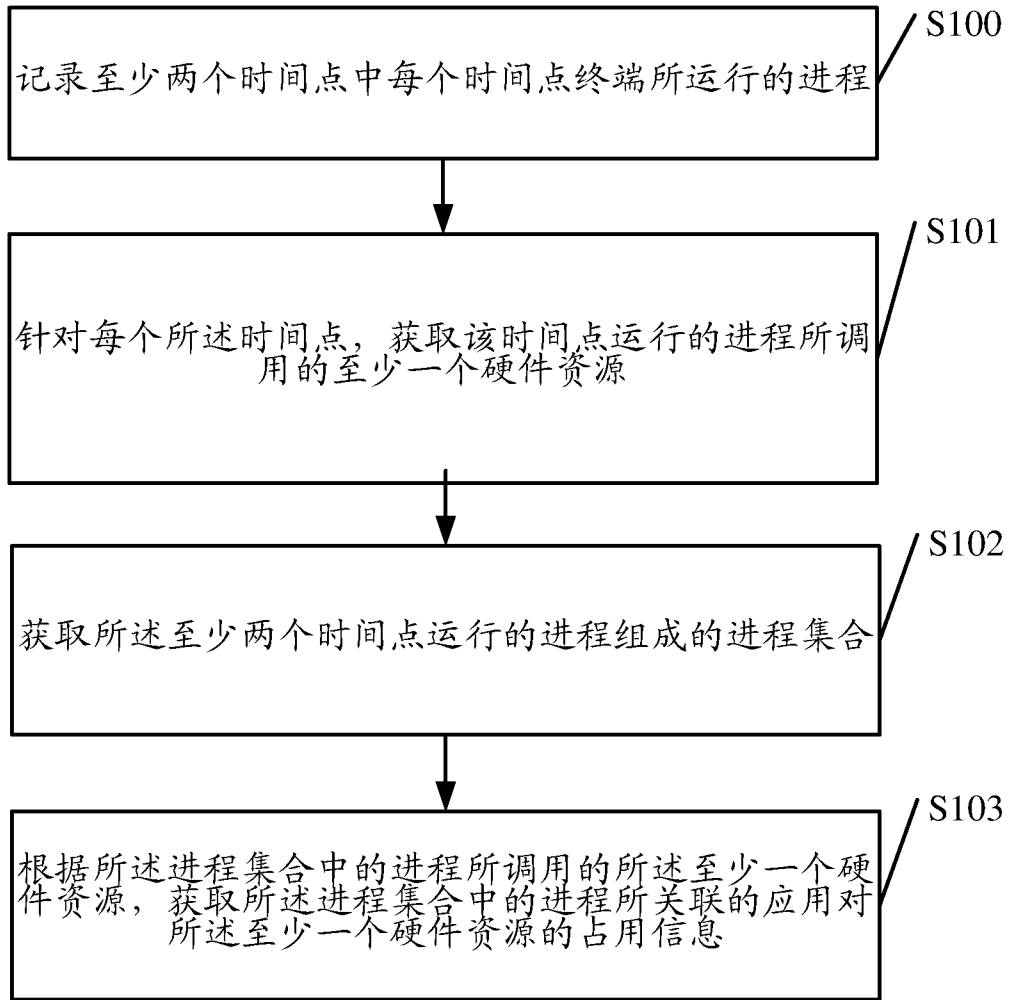 S100
记录至少两个时间点中每个时间点终端所运行的进程
S101
针对每个所述时间点，获取该时间点运行的进程所调
用的至少一个硬件资源
S102
获取所述至少两个时间点运行的进程组成的进程集合
S103
根据所述进程集合中的进程所调用的所述至少一个硬
件资源，获取所述进程集合中的进程所关联的应用对
所述至少一个硬件资源的占用信息